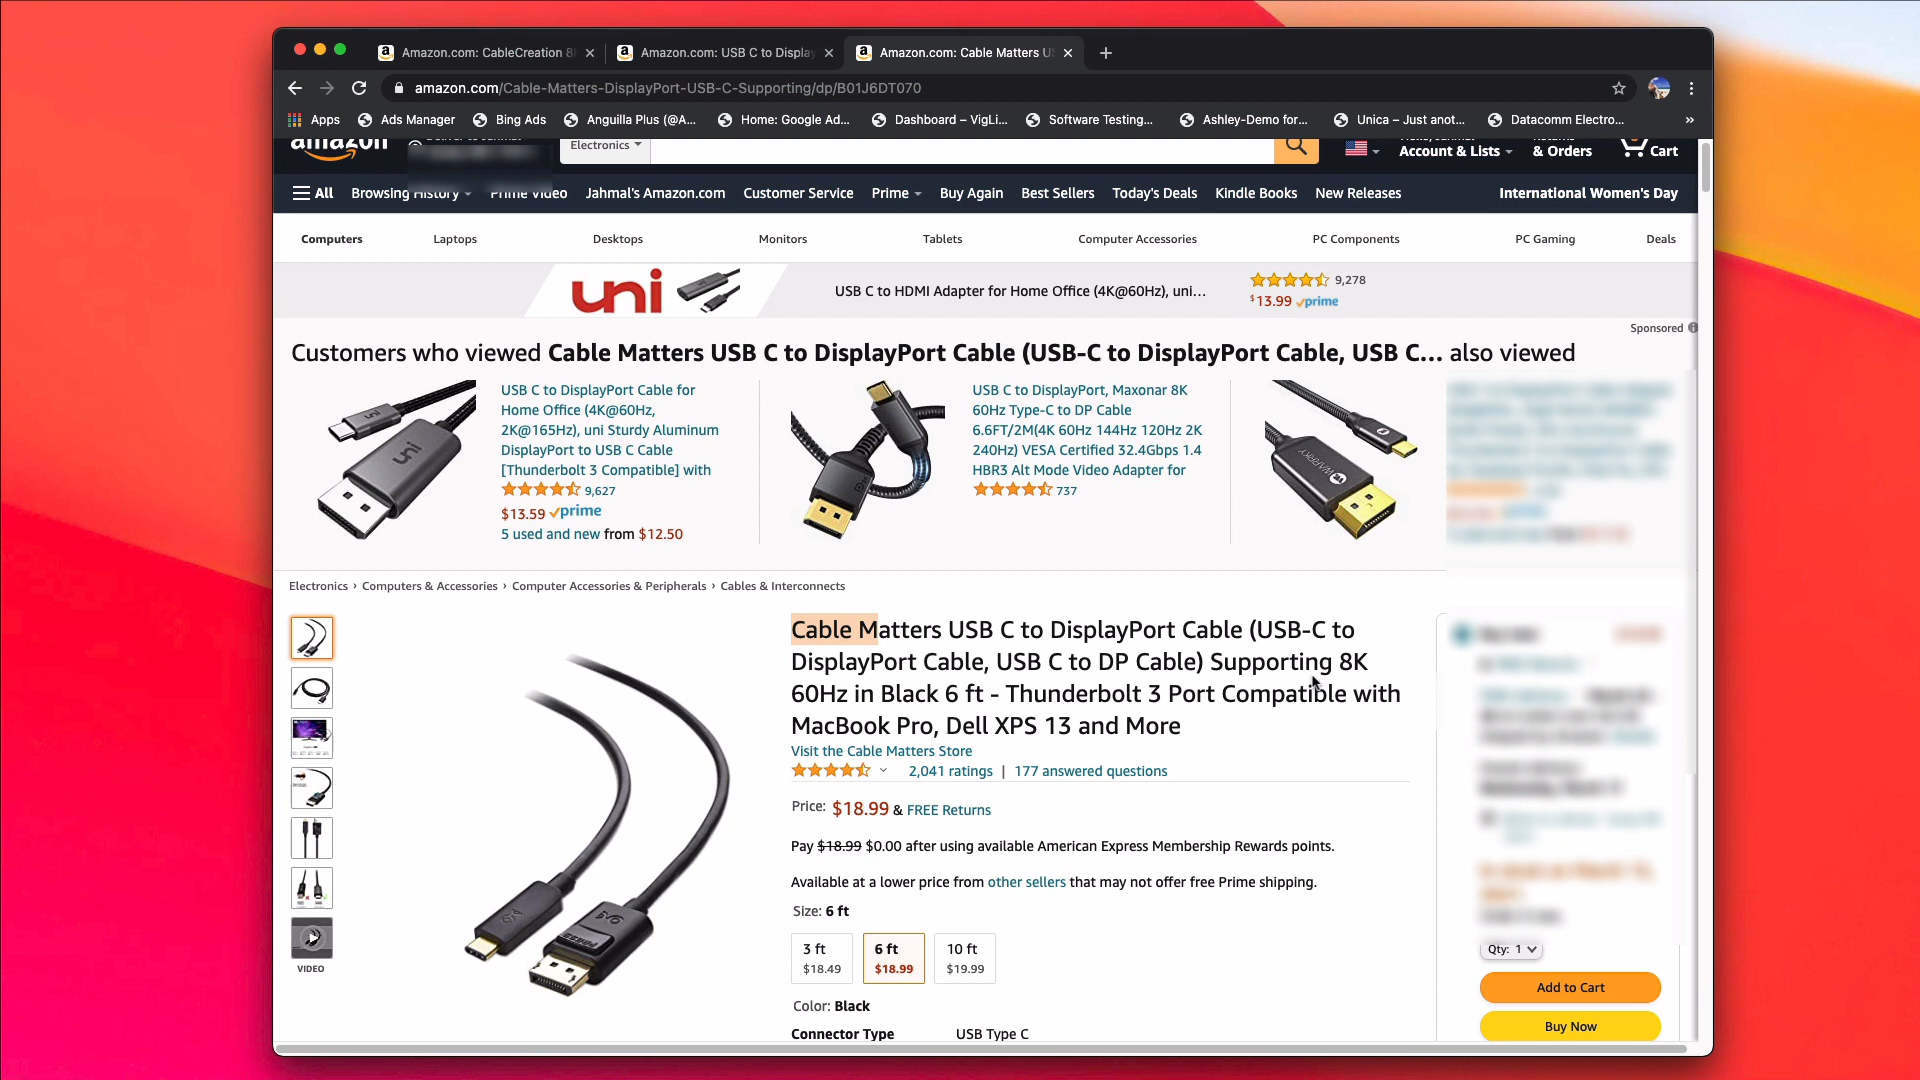 Amazon.com: CableCreation 8
Amazon.com: USB C to Display
Amazon.com: Cable Matters U
amazon.com/Cable-Matters-DisplayPort-USB-C-Supporting/dp/B01J6DT070
Apps
Ads Manager
Bing Ads
Anguilla Plus (@A...
Home: Google Ad...
Dashboard – VigLi...
Software Testing...
Ashley-Demo for...
Unica – Just anot...
Datacomm Electro...
»
amazon
Electronics
Account & Lists
Returns
& Orders
Cart
All
Browsing History
Prime Video
Jahmal's Amazon.com
Customer Service
Prime
Buy Again
Best Sellers
Today's Deals
Kindle Books
New Releases
International Women's Day
Computers
Laptops
Desktops
Monitors
Tablets
Computer Accessories
PC Components
PC Gaming
Deals
uni
USB C to HDMI Adapter for Home Office (4K@60Hz), uni...
9,278
$13.99 prime
Sponsored
Customers who viewed Cable Matters USB C to DisplayPort Cable (USB-C to DisplayPort Cable, USB C... also viewed
uni
USB C to DisplayPort Cable for
Home Office (4K@60Hz,
2K@165Hz), uni Sturdy Aluminum
DisplayPort to USB C Cable
[Thunderbolt 3 Compatible] with
9,627
$13.59 prime
5 used and new from $12.50
USB C to DisplayPort, Maxonar 8K
60Hz Type-C to DP Cable
6.6FT/2M(4K 60Hz 144Hz 120Hz 2K
240Hz) VESA Certified 32.4Gbps 1.4
HBR3 Alt Mode Video Adapter for
737
WARRKY
Electronics › Computers & Accessories › Computer Accessories & Peripherals › Cables & Interconnects
VIDEO
Cable Matters USB C to DisplayPort Cable (USB-C to
DisplayPort Cable, USB C to DP Cable) Supporting 8K
60Hz in Black 6 ft - Thunderbolt 3 Port Compatible with
MacBook Pro, Dell XPS 13 and More
Visit the Cable Matters Store
2,041 ratings | 177 answered questions
Price: $18.99 & FREE Returns
Pay $18.99 $0.00 after using available American Express Membership Rewards points.
Available at a lower price from other sellers that may not offer free Prime shipping.
Size: 6 ft
3 ft
$18.49
6 ft
$18.99
10 ft
$19.99
Color: Black
Connector Type USB Type C
Qty: 1
Add to Cart
Buy Now